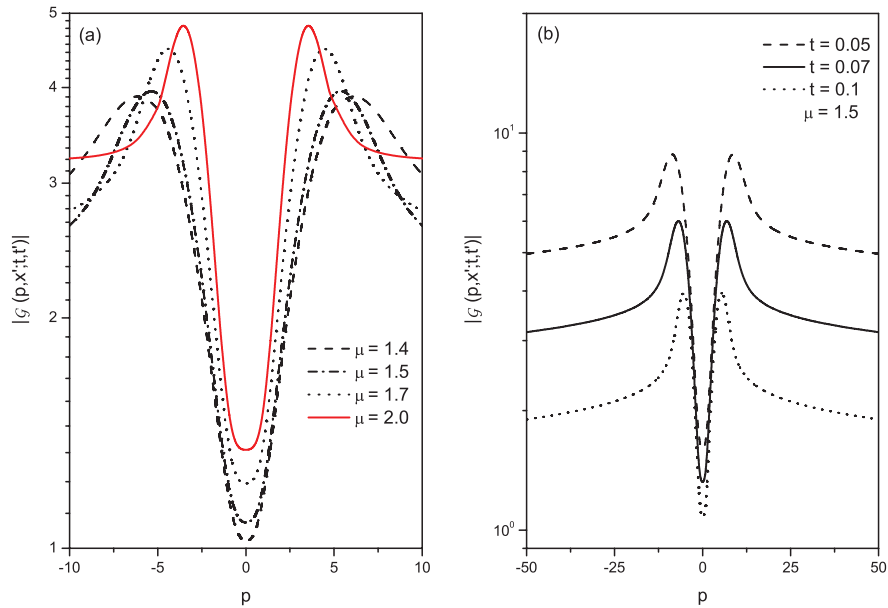 (a)
5
4
3
2
1
|𝒢 (p,x';t,t')|
-10
-5
0
5
10
p
μ = 1.4
μ = 1.5
μ = 1.7
μ = 2.0
(b)
t = 0.05
t = 0.07
t = 0.1
μ = 1.5
10¹
10⁰
|𝒢 (p,x';t,t')|
-50
-25
0
25
50
p